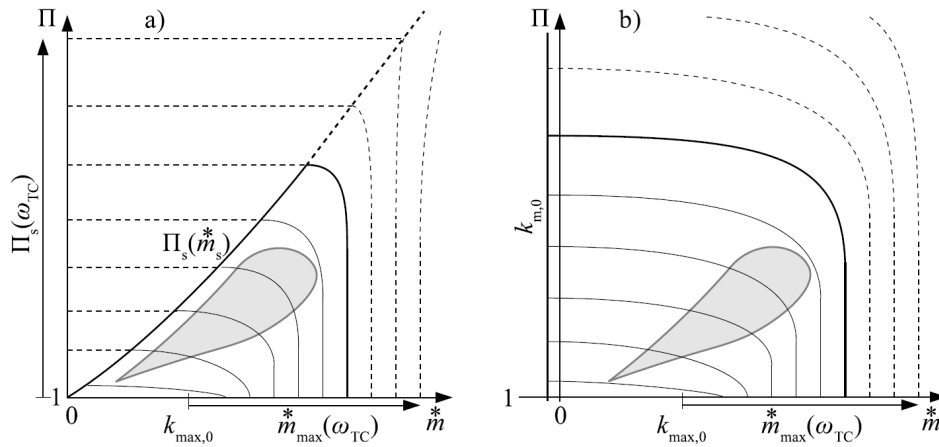 Π
a)
Π_s(ω_TC)
Π_s(m*_s)
1
0
k_max,0
m*_max(ω_TC)
m*
Π
b)
k_m,0
1
0
k_max,0
m*_max(ω_TC)
m*